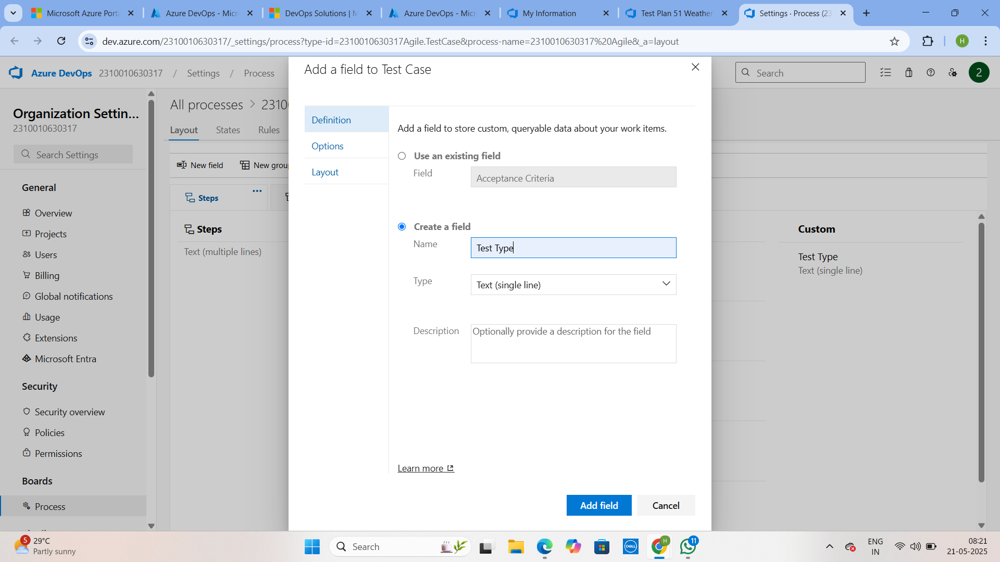 Microsoft Azure Porta
Azure DevOps - Micr
DevOps Solutions | M
Azure DevOps - Micr
My Information
Test Plan 51 Weather
Settings · Process (23
dev.azure.com/2310010630317/_settings/process?type-id=2310010630317Agile.TestCase&process-name=2310010630317%20Agile&_a=layout
H
Azure DevOps
2310010630317
/
Settings
/
Process
Search
2
Organization Settin...
2310010630317
Search Settings
General
Overview
Projects
Users
Billing
Global notifications
Usage
Extensions
Microsoft Entra
Security
Security overview
Policies
Permissions
Boards
Process
All processes > 2310
Layout
States
Rules
New field
New grou
Steps
Steps
Text (multiple lines)
Add a field to Test Case
Definition
Options
Layout
Add a field to store custom, queryable data about your work items.
Use an existing field
Field
Acceptance Criteria
Create a field
Name
Test Type
Type
Text (single line)
Description
Optionally provide a description for the field
Learn more
Add field
Cancel
Custom
Test Type
Text (single line)
5
29°C
Partly sunny
Search
DELL
H
11
ENG
IN
08:21
21-05-2025